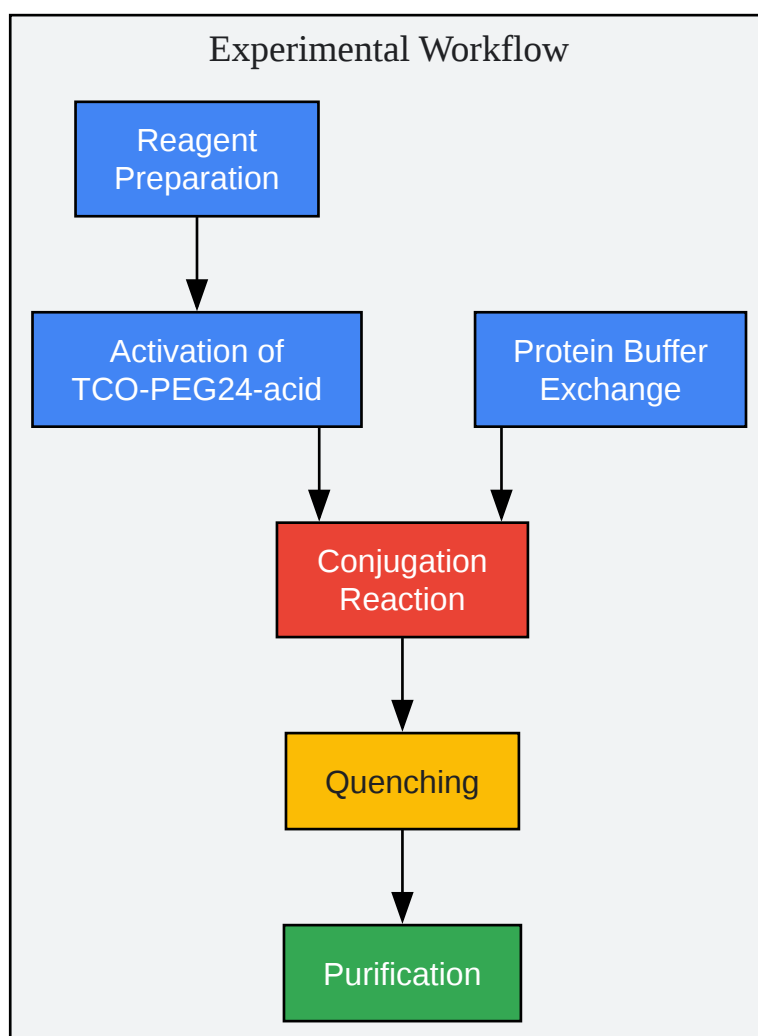 Experimental Workflow
Reagent
Preparation
Activation of
TCO-PEG24-acid
Protein Buffer
Exchange
Conjugation
Reaction
Quenching
Purification